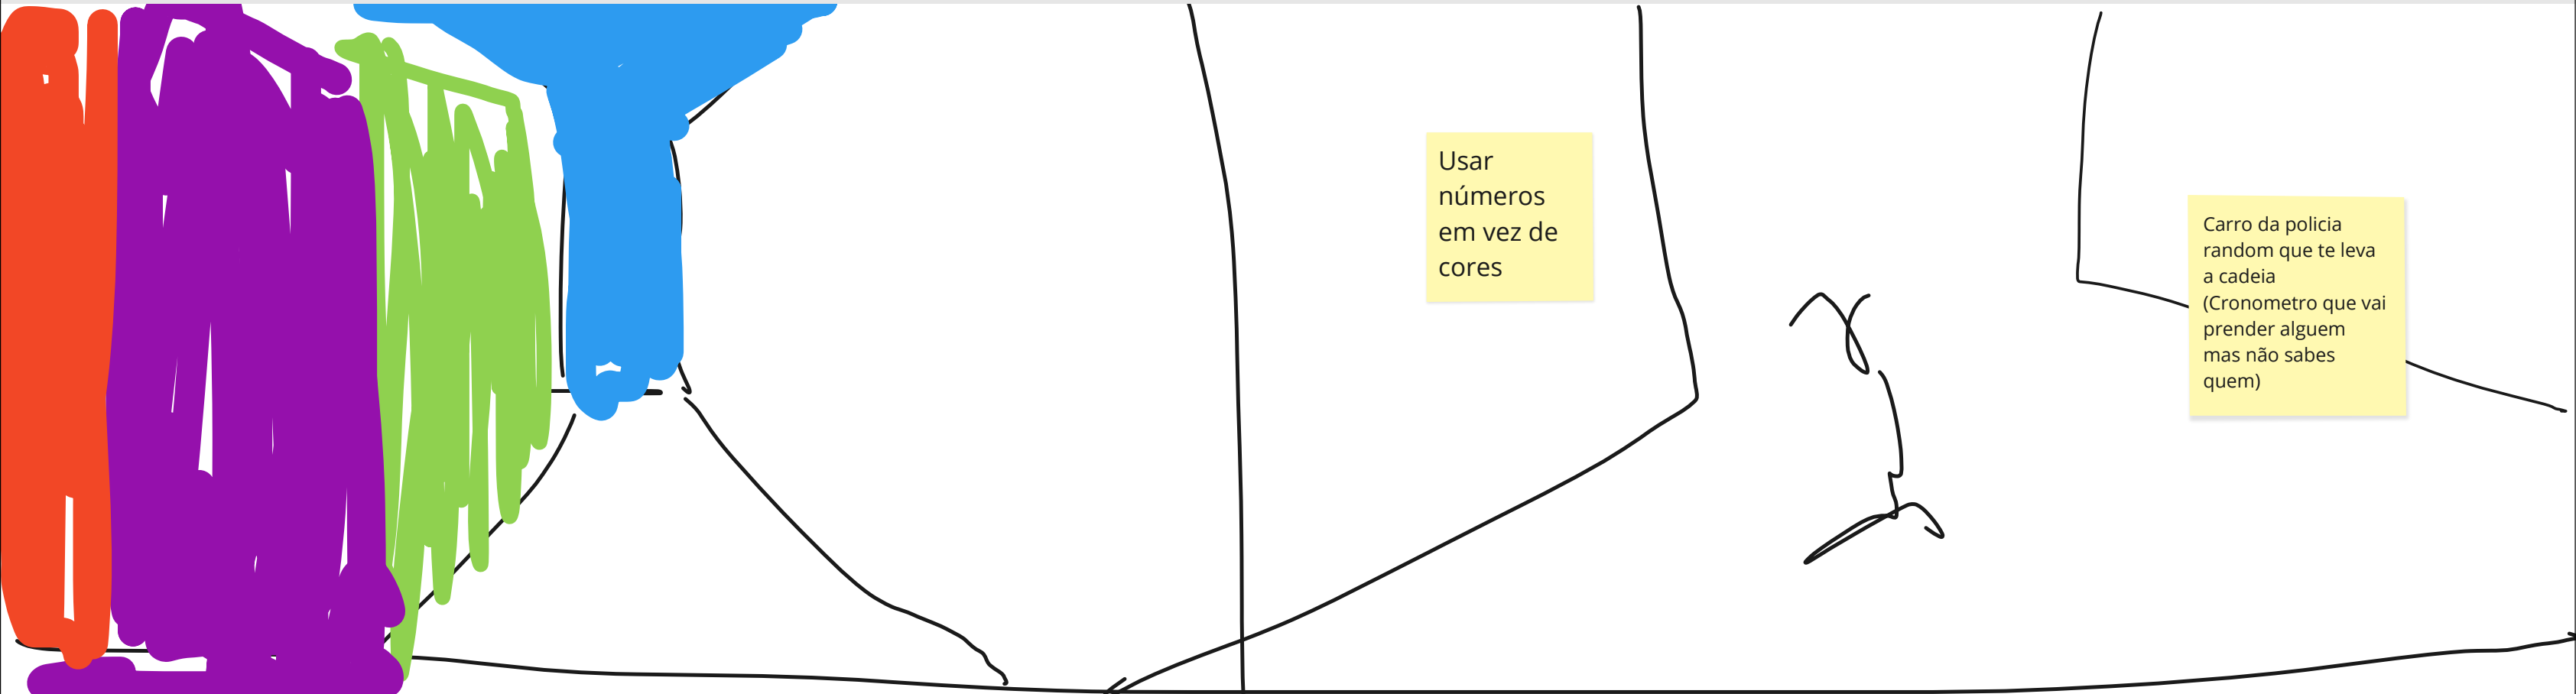 Usar
números
em vez de
cores
Carro da policia
random que te leva
a cadeia
(Cronometro que vai
prender alguem
mas não sabes
quem)